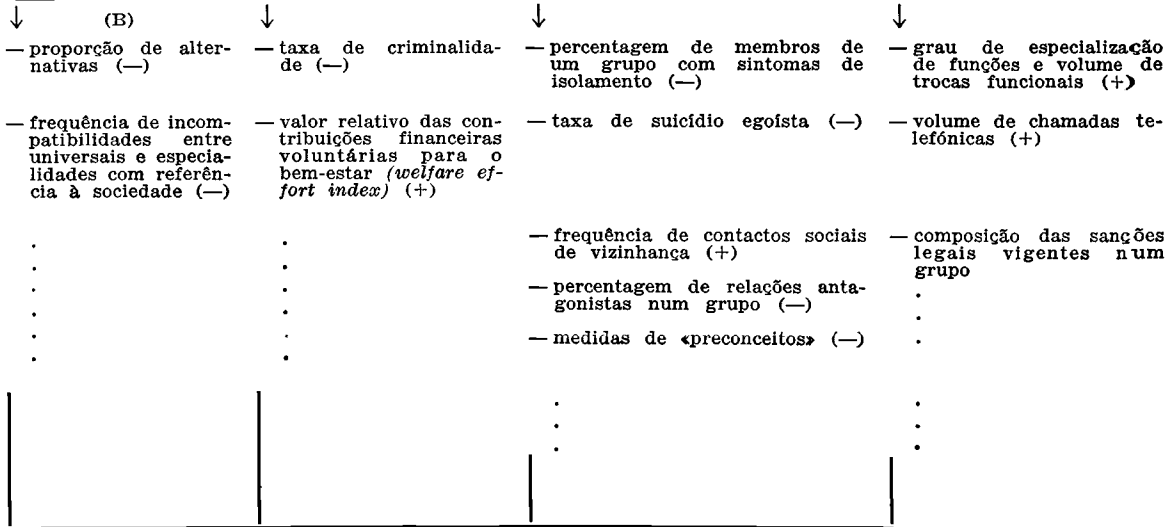 (B)
— proporção de alter-
nativas (—)
— frequência de incom-
patibilidades entre
universais e especia-
lidades com referên-
cia à sociedade (—)
— taxa de criminalida-
de (—)
— valor relativo das con-
tribuições financeiras
voluntárias para o
bem-estar (welfare ef-
fort index) (+)
— percentagem de membros de
um grupo com sintomas de
isolamento (—)
— taxa de suicídio egoísta (—)
— frequência de contactos sociais
de vizinhança (+)
— percentagem de relações anta-
gonistas num grupo (—)
— medidas de «preconceitos» (—)
— grau de especialização
de funções e volume de
trocas funcionais (+)
— volume de chamadas te-
lefónicas (+)
— composição das sanções
legais vigentes num
grupo